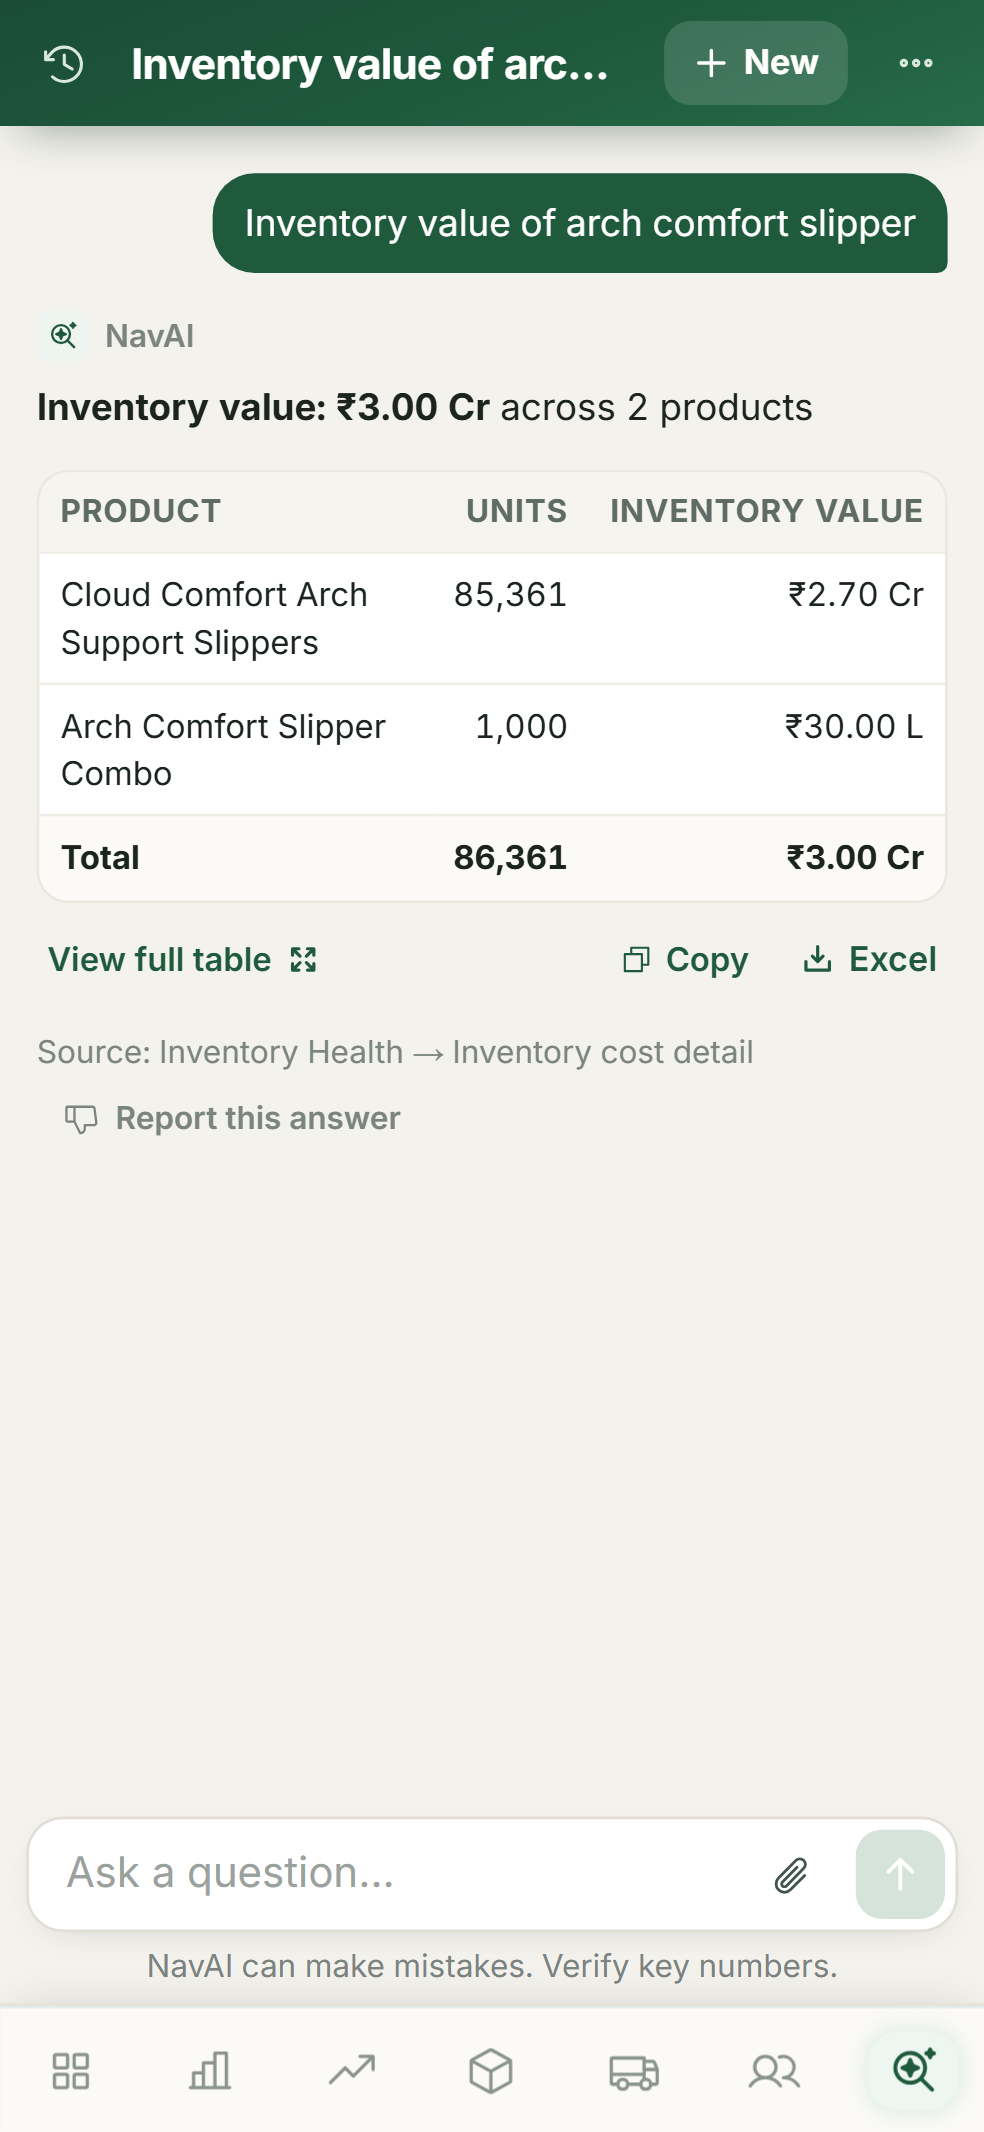 Inventory value of arc...
New
Inventory value of arch comfort slipper
NavAI
Inventory value: ₹3.00 Cr across 2 products
PRODUCT UNITS INVENTORY VALUE
Cloud Comfort Arch 85,361 ₹2.70 Cr
Support Slippers
Arch Comfort Slipper 1,000 ₹30.00 L
Combo
Total 86,361 ₹3.00 Cr
View full table Copy Excel
Source: Inventory Health → Inventory cost detail
Report this answer
Ask a question...
NavAI can make mistakes. Verify key numbers.